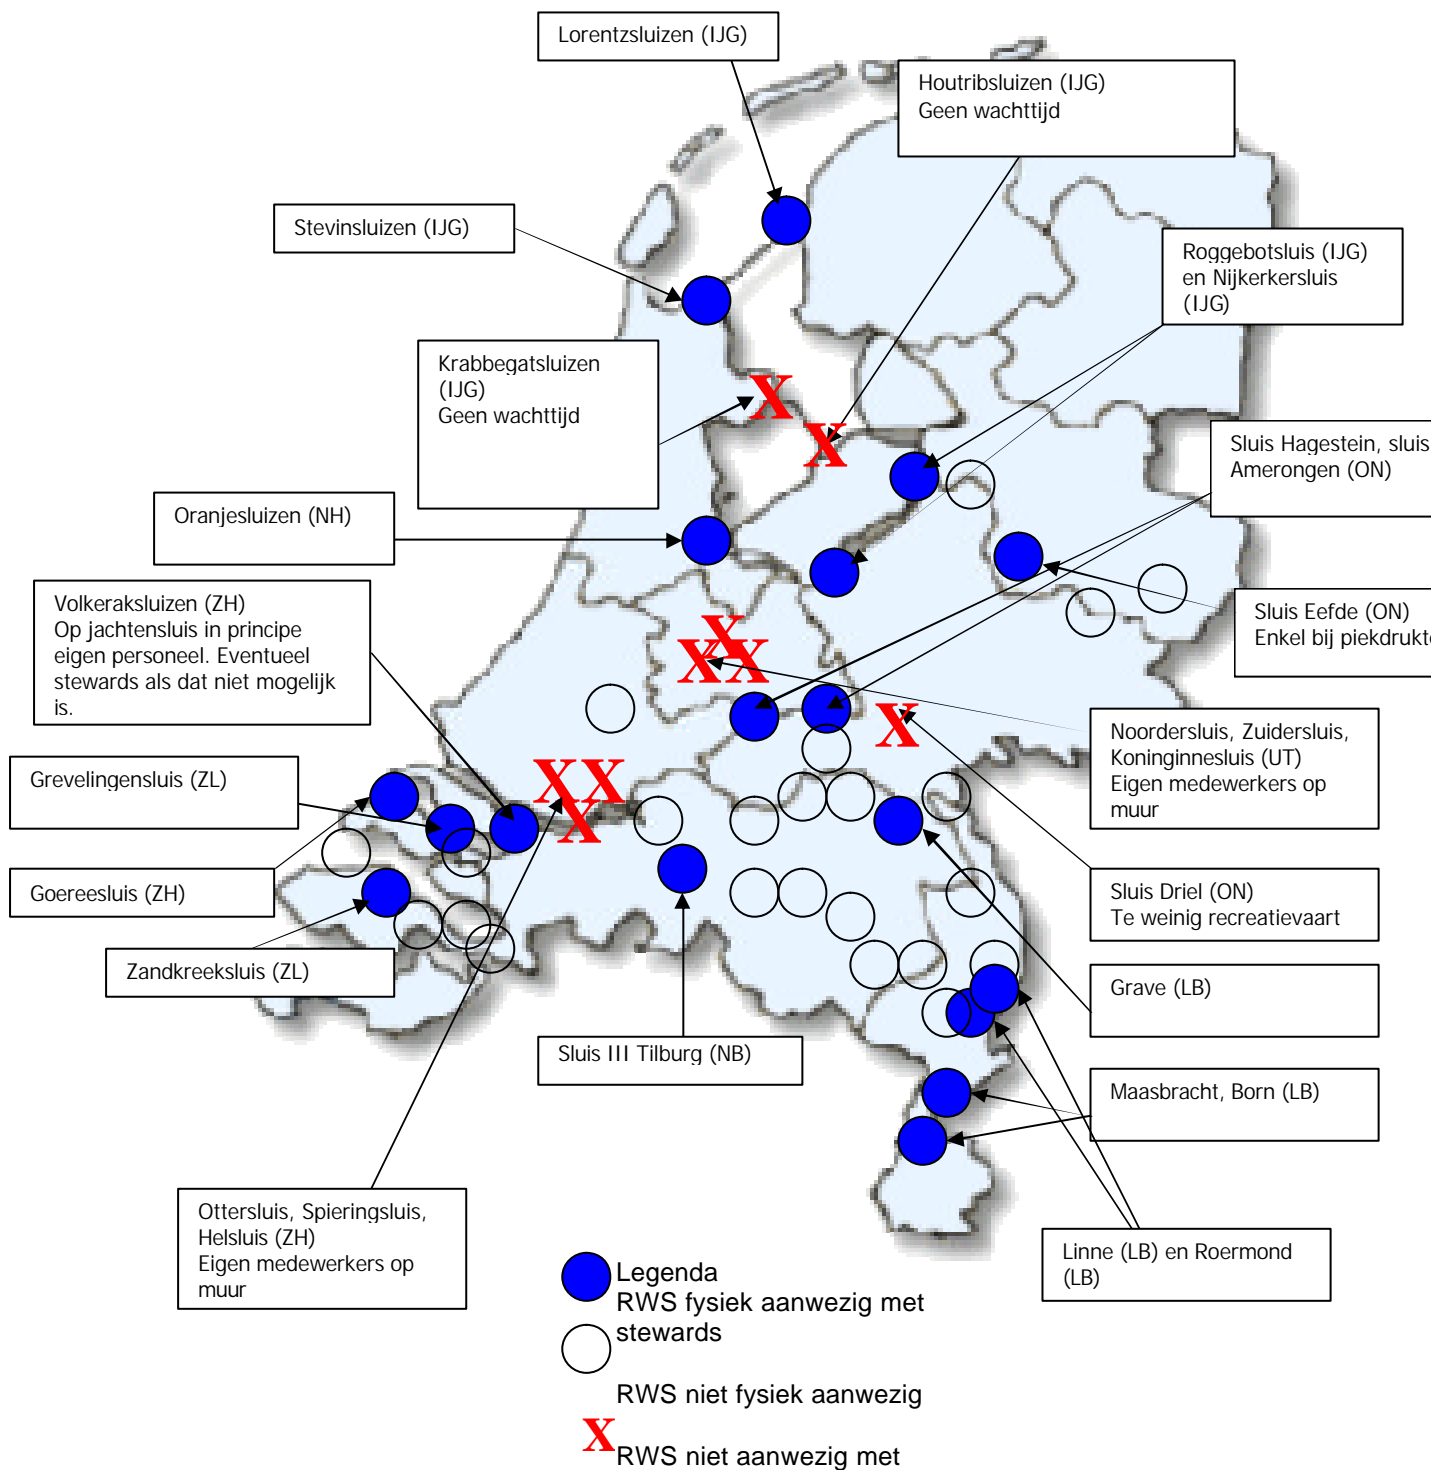 Lorentzsluizen (IJG)
Houtribsluizen (IJG)
Geen wachttijd
Stevinsluizen (IJG)
Roggebotsluis (IJG)
en Nijkerkersluis
(IJG)
Krabbegatsluizen
(IJG)
Geen wachttijd
Sluis Hagestein, sluis
Amerongen (ON)
Oranjesluizen (NH)
Volkeraksluizen (ZH)
Op jachtensluis in principe
eigen personeel. Eventueel
stewards als dat niet mogelijk
is.
Sluis Eefde (ON)
Enkel bij piekdrukte
Noordersluis, Zuidersluis,
Koninginnesluis (UT)
Eigen medewerkers op
muur
Grevelingensluis (ZL)
Goereesluis (ZH)
Sluis Driel (ON)
Te weinig recreatievaart
Zandkreeksluis (ZL)
Grave (LB)
Sluis III Tilburg (NB)
Maasbracht, Born (LB)
Ottersluis, Spieringsluis,
Helsluis (ZH)
Eigen medewerkers op
muur
Linne (LB) en Roermond
(LB)
Legenda
RWS fysiek aanwezig met
stewards
RWS niet fysiek aanwezig
X RWS niet aanwezig met
X
X
X
X
X
X
X
X
X